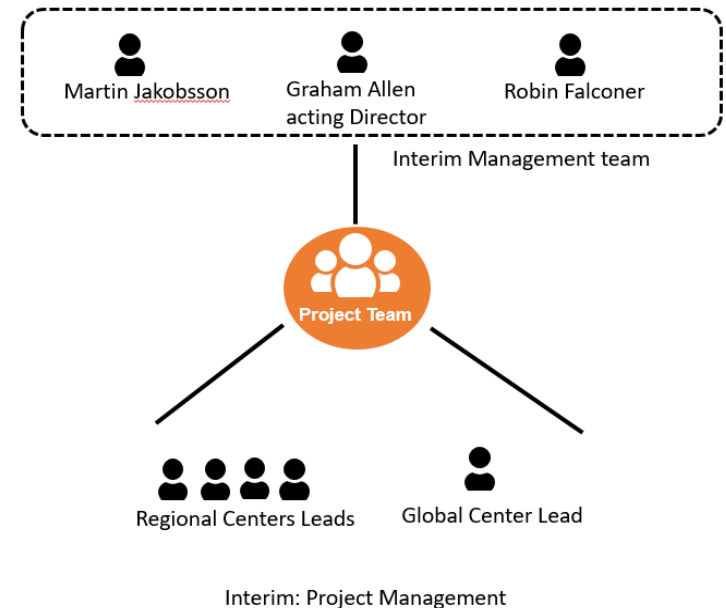 Martin Jakobsson
Graham Allen
acting Director
Robin Falconer
Interim Management team
Project Team
Regional Centers Leads
Global Center Lead
Interim: Project Management